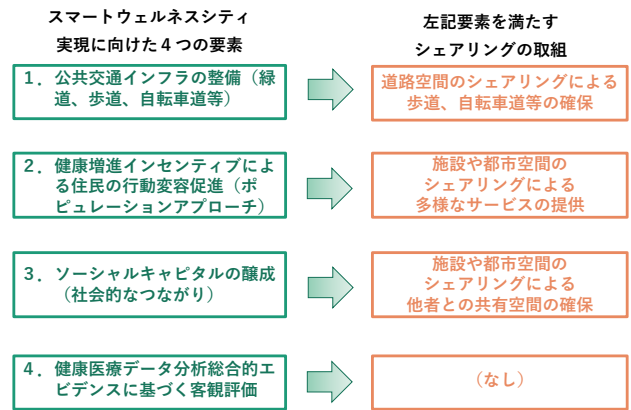 スマートウェルネスシティ
実現に向けた４つの要素
左記要素を満たす
シェアリングの取組
１．公共交通インフラの整備（緑
道、歩道、自転車道等）
道路空間のシェアリングによる
歩道、自転車道等の確保
２．健康増進インセンティブによ
る住民の行動変容促進（ポ
ピュレーションアプローチ）
施設や都市空間の
シェアリングによる
多様なサービスの提供
３．ソーシャルキャピタルの醸成
（社会的なつながり）
施設や都市空間の
シェアリングによる
他者との共有空間の確保
４．健康医療データ分析総合的エ
ビデンスに基づく客観評価
（なし）